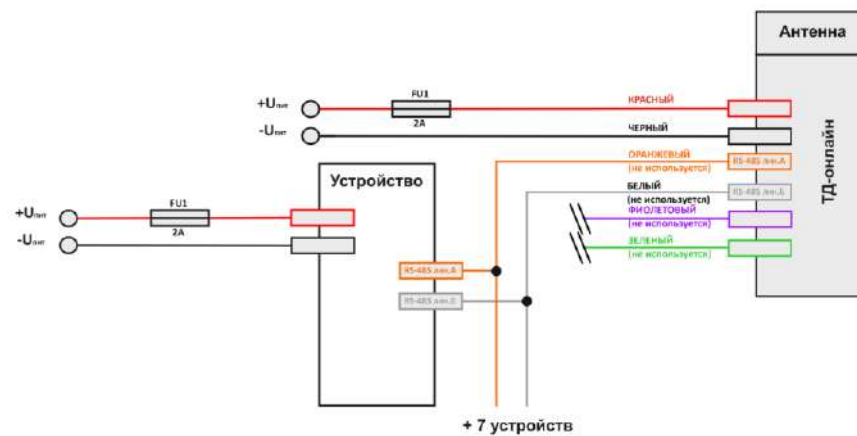 Антенна
FU1
КРАСНЫЙ
+Uпит
2A
ЧЕРНЫЙ
-Uпит
ОРАНЖЕВЫЙ
(не используется)
RS-485 лин.А
Устройство
БЕЛЫЙ
(не используется)
RS-485 лин.Б
ТД-онлайн
FU1
ФИОЛЕТОВЫЙ
(не используется)
+Uпит
2A
-Uпит
ЗЕЛЕНЫЙ
(не используется)
RS-485 лин.А
RS-485 лин.Б
+ 7 устройств